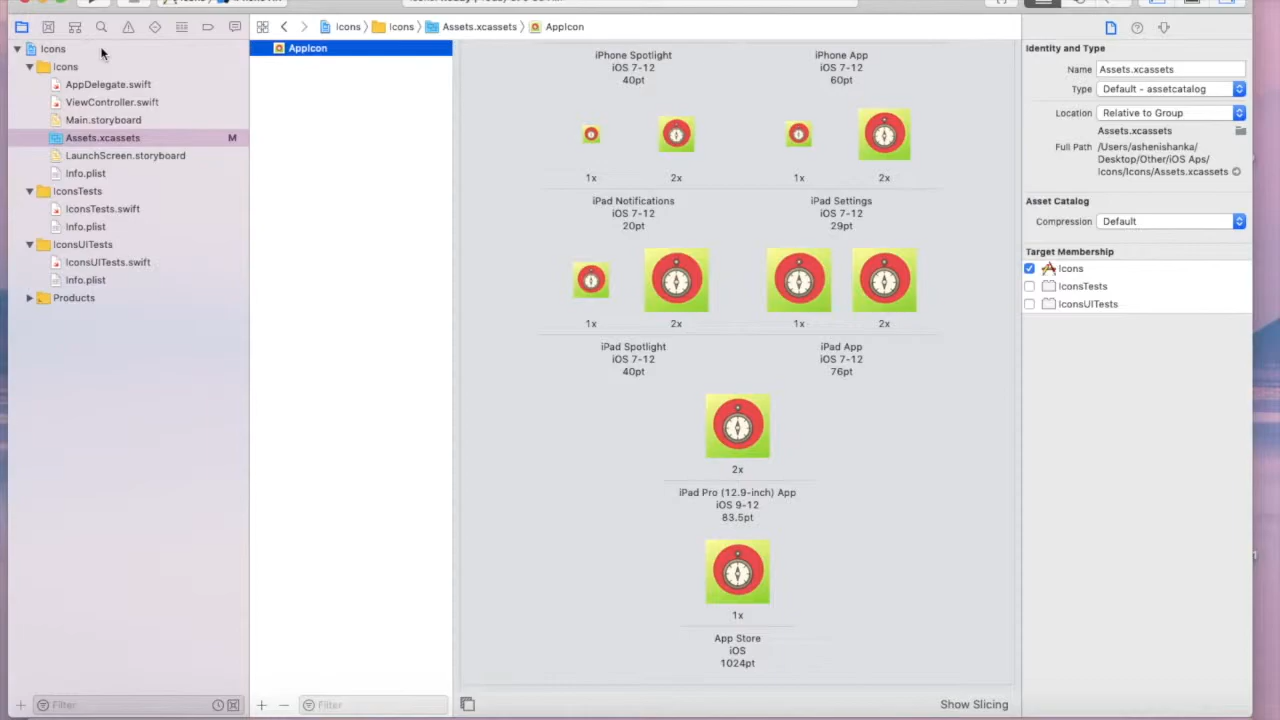 Icons
Icons
Assets.xcassets
AppIcon
Icons
Icons
AppDelegate.swift
ViewController.swift
Main.storyboard
Assets.xcassets
M
LaunchScreen.storyboard
Info.plist
IconsTests
IconsTests.swift
Info.plist
IconsUITests
IconsUITests.swift
Info.plist
Products
Filter
AppIcon
Filter
iPhone Spotlight
iOS 7-12
40pt
iPhone App
iOS 7-12
60pt
1x
2x
1x
2x
iPad Notifications
iOS 7-12
20pt
iPad Settings
iOS 7-12
29pt
1x
2x
1x
2x
iPad Spotlight
iOS 7-12
40pt
iPad App
iOS 7-12
76pt
2x
iPad Pro (12.9-inch) App
iOS 9-12
83.5pt
1x
App Store
iOS
1024pt
Show Slicing
Identity and Type
Name Assets.xcassets
Type Default - assetcatalog
Location Relative to Group
Assets.xcassets
Full Path /Users/ashenishanka/
Desktop/Other/iOS Aps/
Icons/Icons/Assets.xcassets
Asset Catalog
Compression Default
Target Membership
Icons
IconsTests
IconsUITests